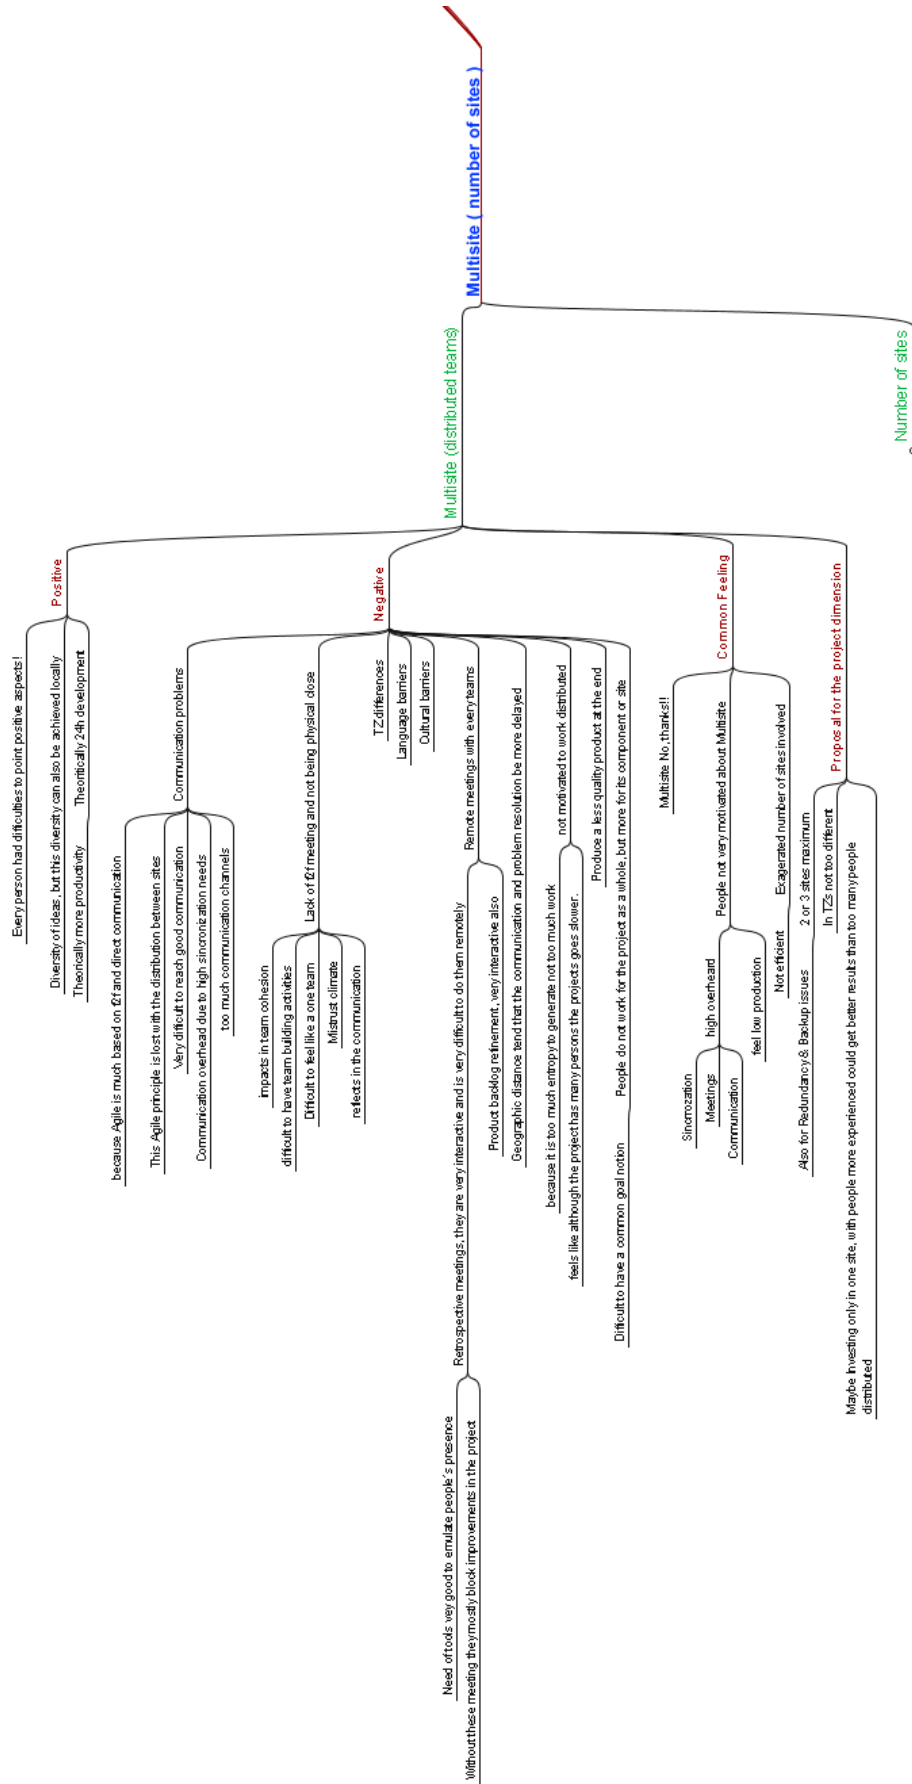 Multisite ( number of sites )
Multisite (distributed teams)
Positive
Every person had difficulties to point positive aspects!
Diversity of ideas, but this diversity can also be achieved locally
Theoritically 24h development
Theorically more productivity
Negative
Communication problems
because Agile is much based on f2f and direct communication
This Agile principle is lost with the distribution between sites
Very difficult to reach good communication
Communication overhead due to high sincronization needs
too much communication channels
Lack of f2f meeting and not being physical close
impacts in team cohesion
difficult to have team building activities
Difficult to feel like a one team
Mistrust climate
reflects in the communication
TZ differences
Language barriers
Cultural barriers
Remote meetings with every teams
Retrospective meetings, they are very interactive and is very difficult to do them remotely
Need of tools vey good to emulate people's presence
Without these meeting they mostly block improvements in the project
Product backlog refinement, very interactive also
Geographic distance tend that the communication and problem resolution be more delayed
not motivated to work distributed
because it is too much entropy to generate not too much work
feels like although the project has many persons the projects goes slower.
Produce a less quality product at the end
People do not work for the project as a whole, but more for its component or site
Difficult to have a common goal notion
Common Feeling
Multisite No, thanks!!
People not very motivated about Multisite
high overheard
Sincrrozation
Meetings
Communication
feel low production
Exagerated number of sites involved
Not efficient
Proposal for the project dimension
2 or 3 sites maximum
Also for Redundancy & Backup issues
In TZs not too different
Maybe Investing only in one site, with people more experienced could get better results than too many people
distributed
Number of sites